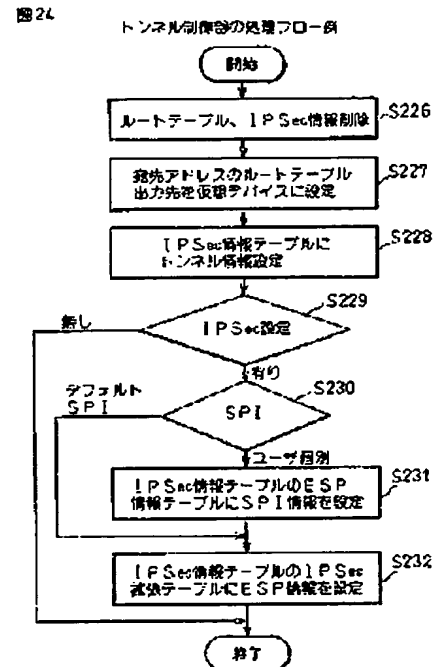 図24
トンネル制御部の処理フロー例
開始
ルートテーブル、IPSec情報削除
S226
宛先アドレスのルートテーブル
出力先を仮想デバイスに設定
S227
IPSec情報テーブルに
トンネル情報設定
S228
IPSec設定
S229
無し
有り
デフォルト
SPI
SPI
S230
ユーザ個別
IPSec情報テーブルのESP
情報テーブルにSPI情報を設定
S231
IPSec情報テーブルのIPSec
拡張テーブルにESP情報を設定
S232
終了